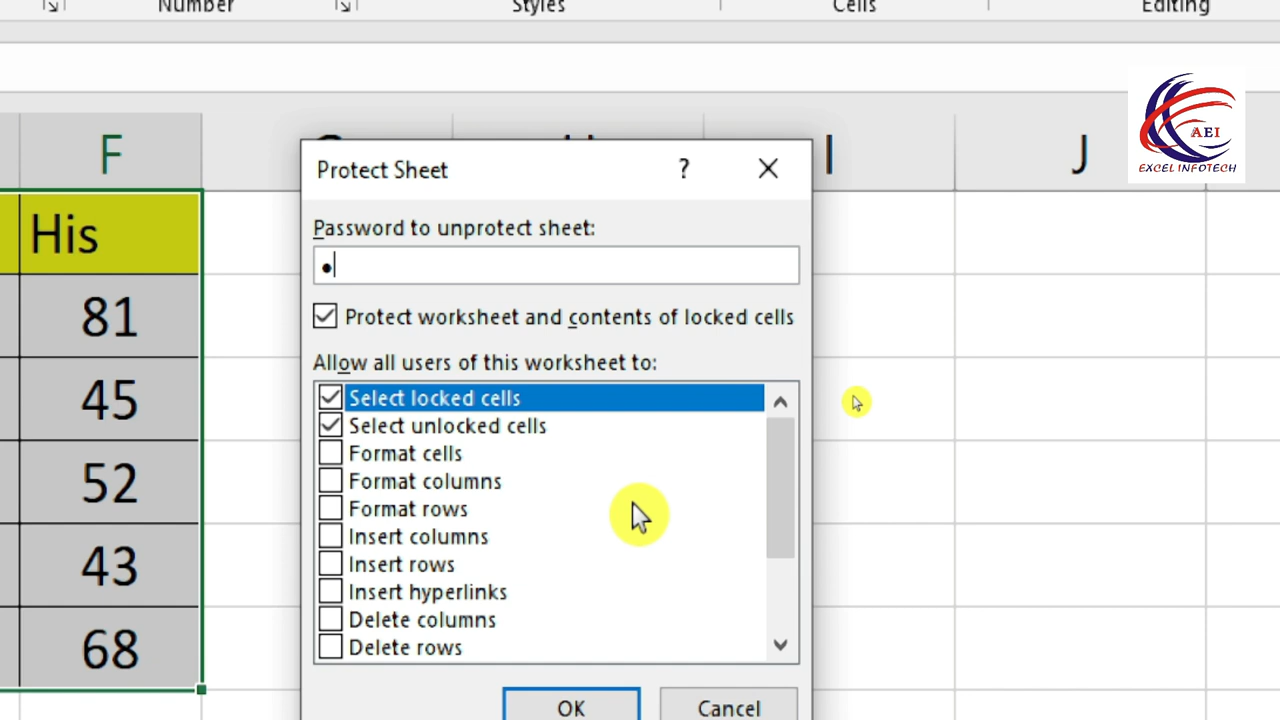 Number Styles Cells Editing
AEI
EXCEL INFOTECH
F I J
Protect Sheet ?
Password to unprotect sheet:
His
81
Protect worksheet and contents of locked cells
Allow all users of this worksheet to:
45
Select locked cells
Select unlocked cells
Format cells
52
Format columns
Format rows
Insert columns
43
Insert rows
Insert hyperlinks
Delete columns
68
Delete rows
OK Cancel